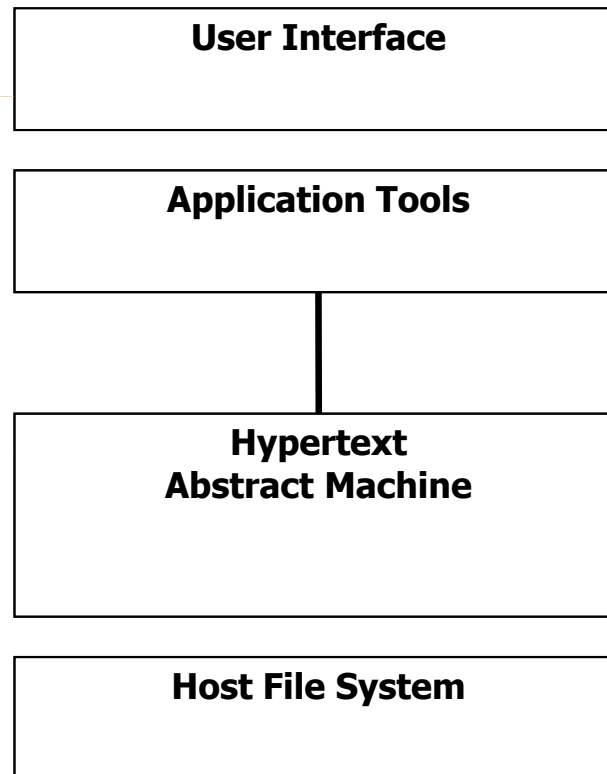 User Interface
Application Tools
Hypertext
Abstract Machine
Host File System